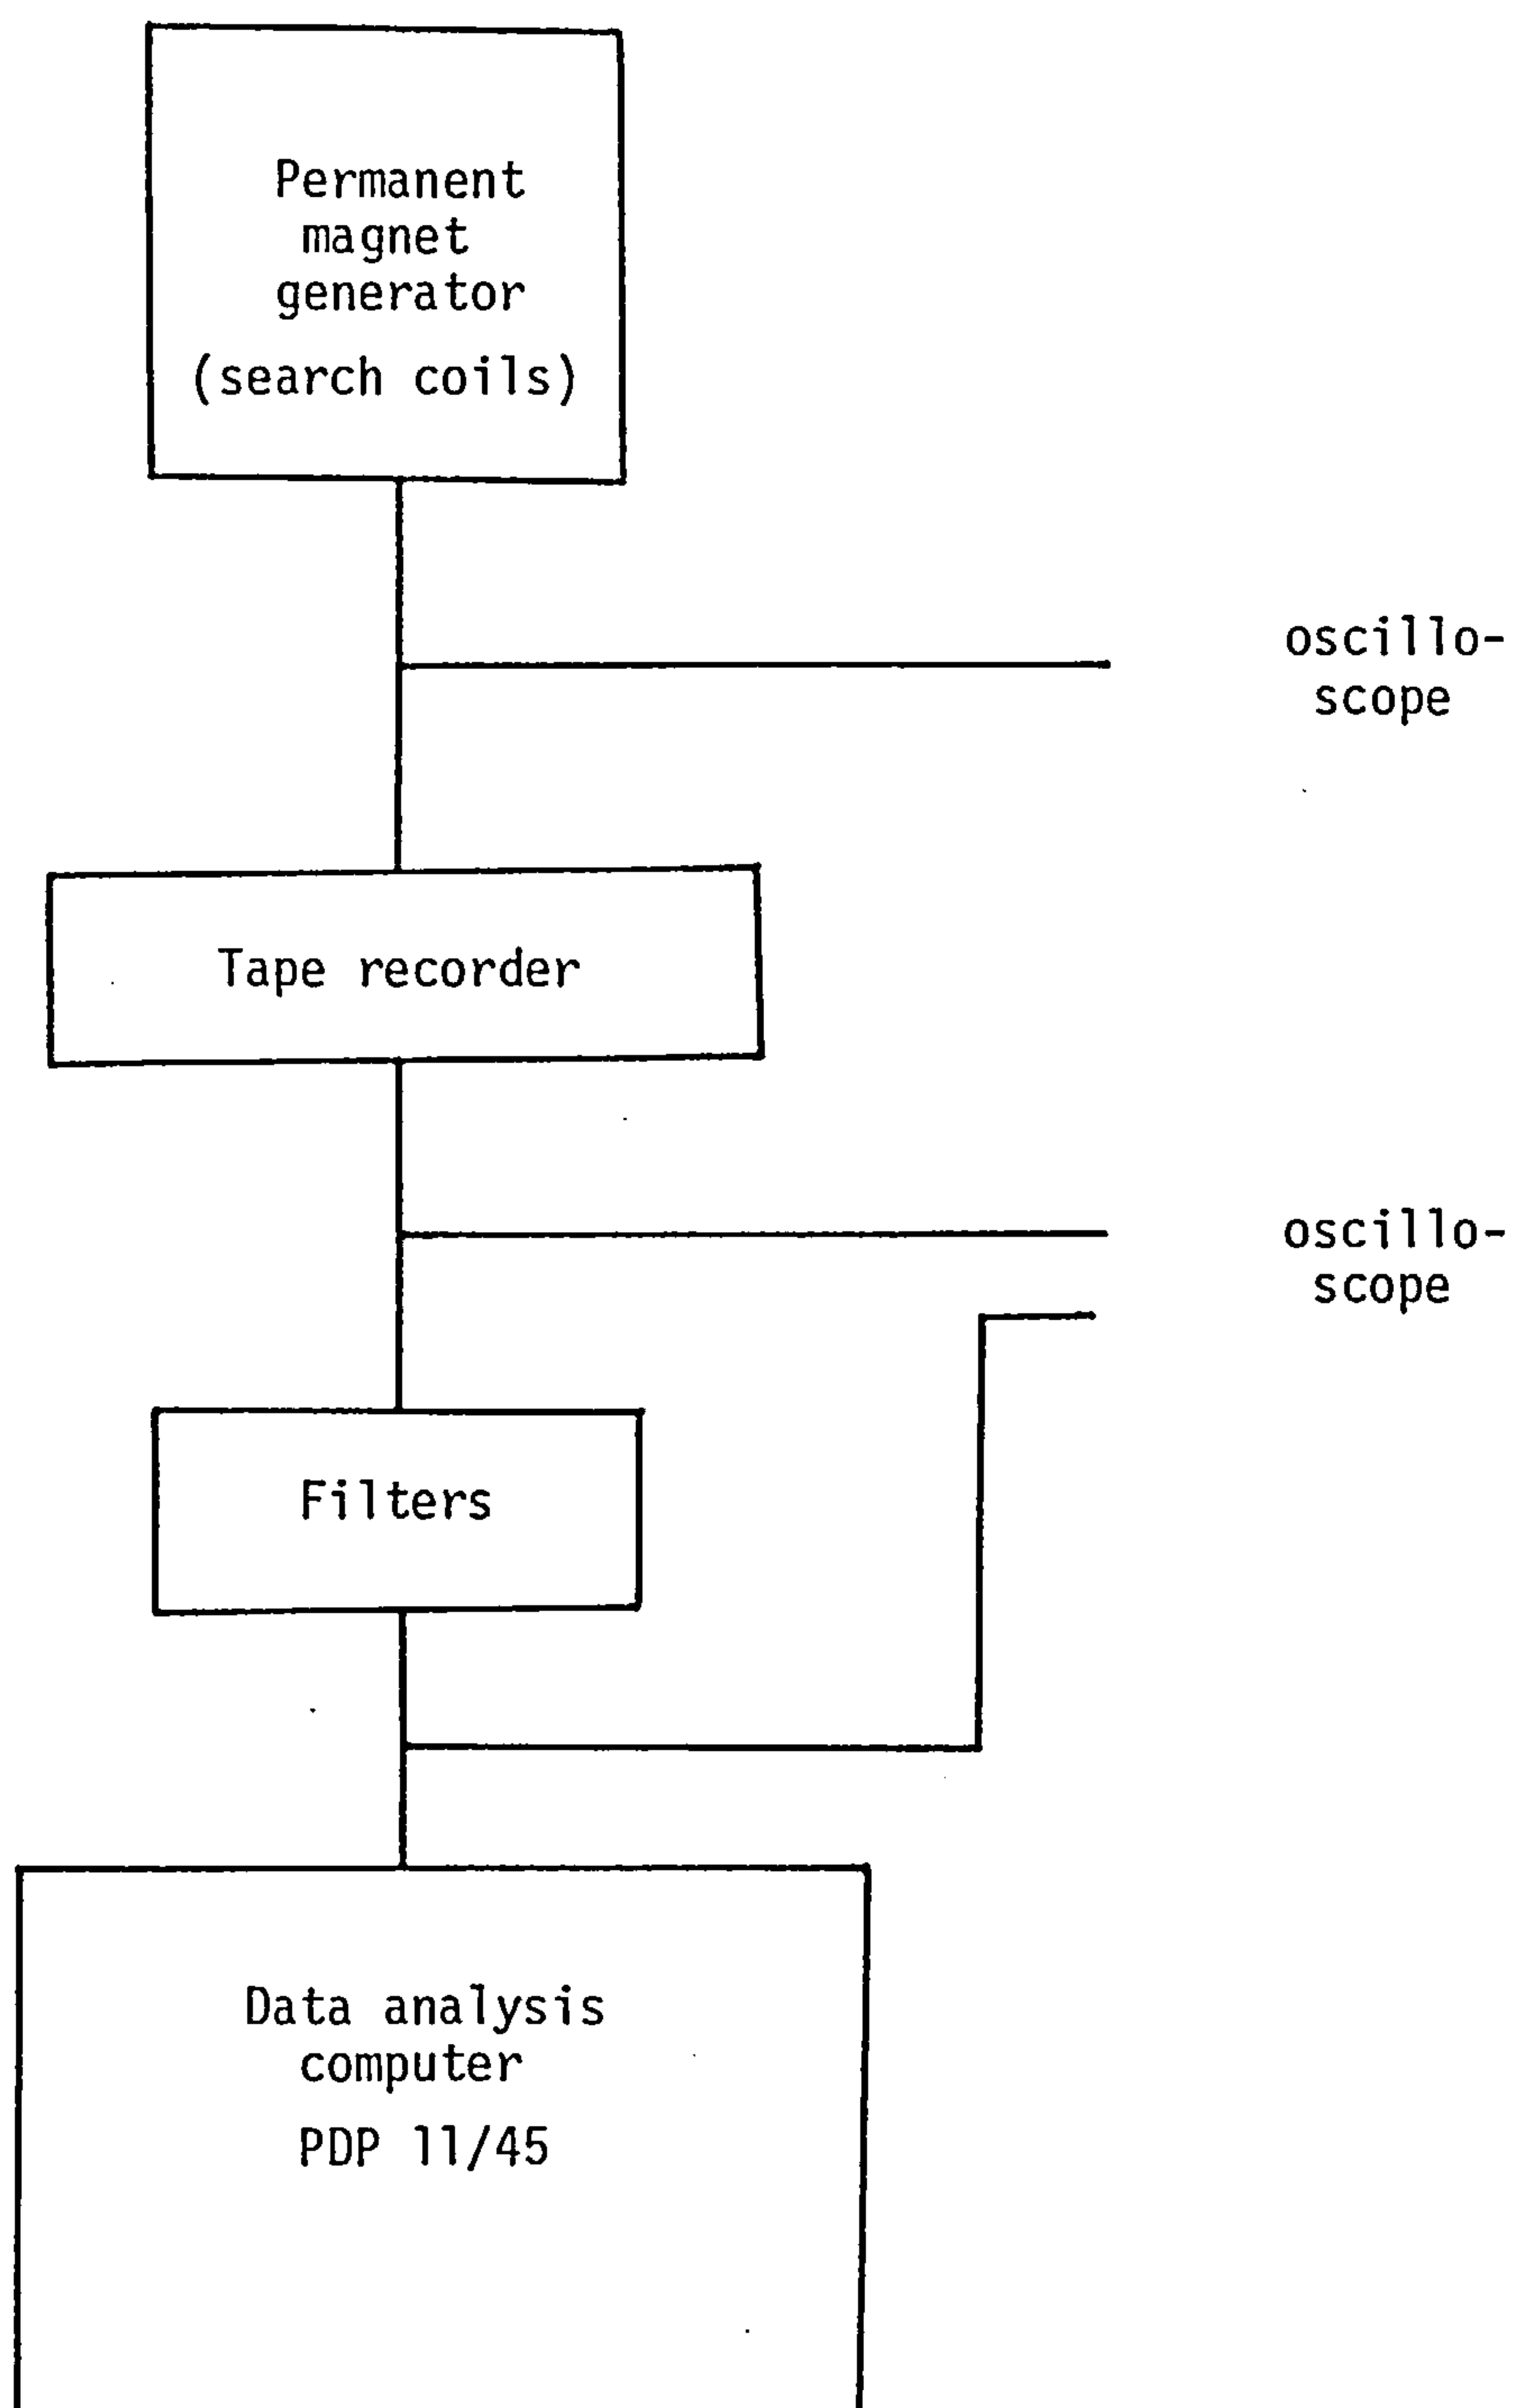 Permanent
magnet
generator
(search coils)
oscillo-
scope
Tape recorder
oscillo-
scope
Filters
Data analysis
computer
PDP 11/45